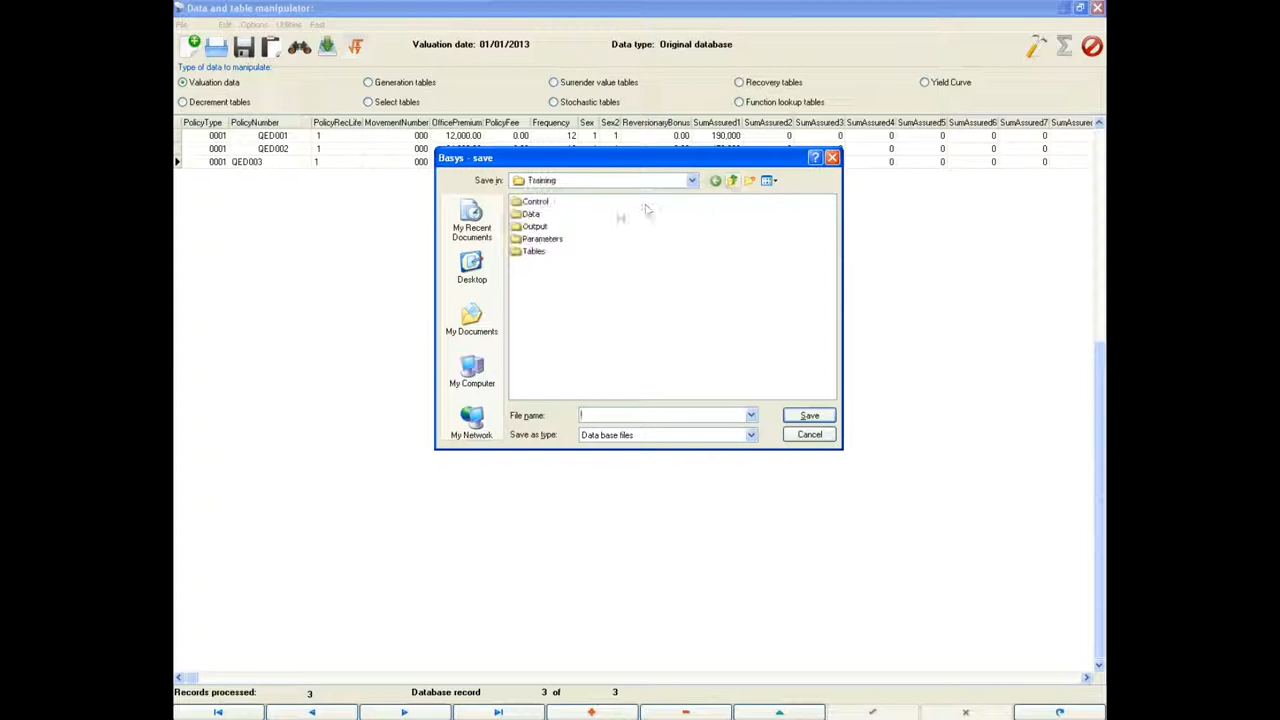 Data and table manipulator:
File Edit Options Utilities Fast
Valuation date: 01/01/2013 Data type: Original database
Type of data to manipulate:
Valuation data Generation tables Surrender value tables Recovery tables Yield Curve
Decrement tables Select tables Stochastic tables Function lookup tables
PolicyType PolicyNumber PolicyRecLife MovementNumber OfficePremium PolicyFee Frequency Sex Sex2 ReversionaryBonus SumAssured1 SumAssured2 SumAssured3 SumAssured4 SumAssured5 SumAssured6 SumAssured7 SumAssure
0001 QED001 1 000 12,000.00 0.00 12 1 1 0.00 190,000 0 0 0 0 0 0
0001 QED002 1 000 0 0 0 0
0001 QED003 1 000 0 0 0 0
Basys - save
Save in: Training
Control
Data
Output
Parameters
Tables
My Recent
Documents
Desktop
My Documents
My Computer
My Network
File name: Save
Save as type: Data base files Cancel
Records processed: 3 Database record 3 of 3